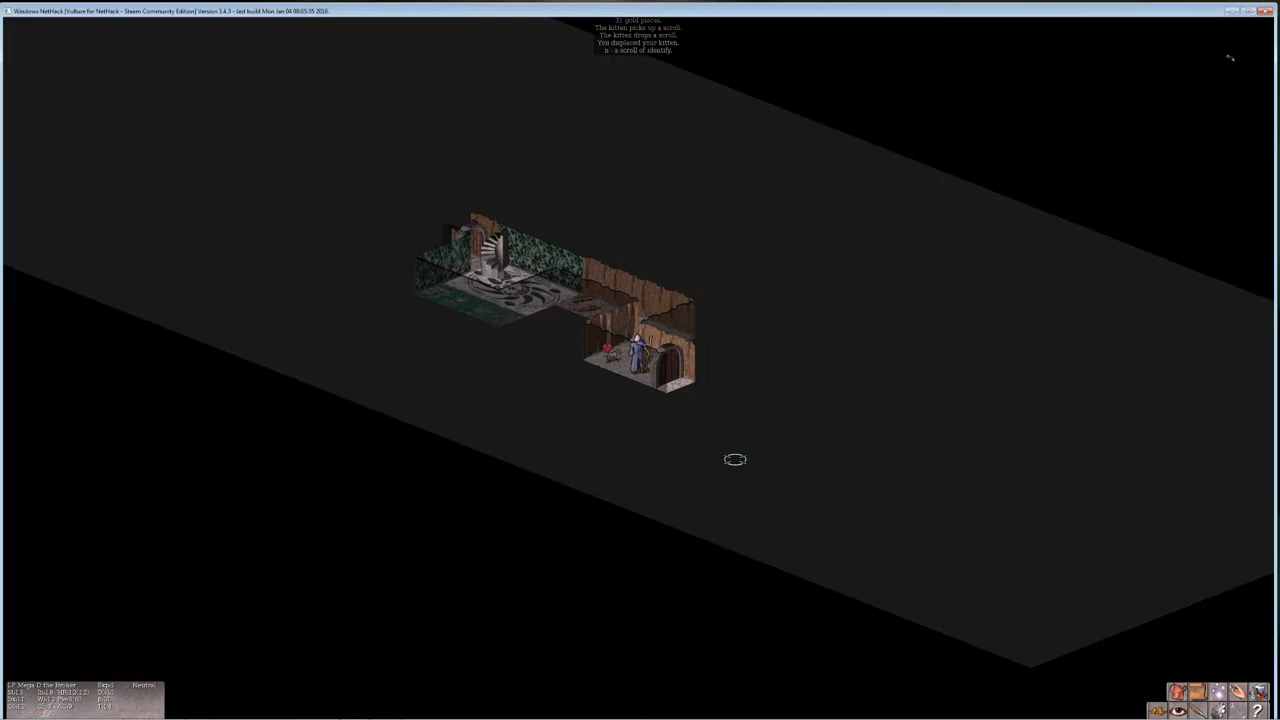 Windows NetHack [Vulture for NetHack - Steam Community Edition] Version 3.4.3 - last build Mon Jan 04 08:05:35 2016.
31 gold pieces.
The kitten picks up a scroll.
The kitten drops a scroll.
You displaced your kitten.
n - a scroll of identify.
Neutral
?